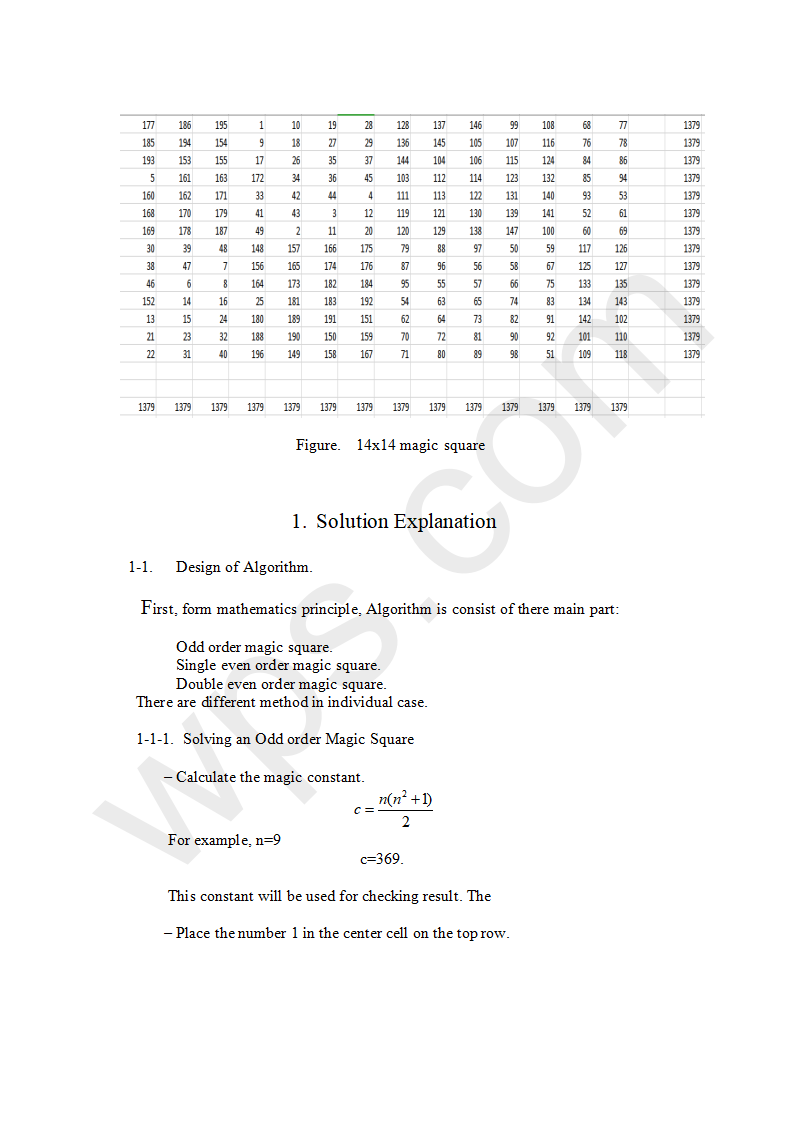 177 186 195 1 10 19 28 128 137 146 99 108 68 77 1379
185 194 154 9 18 27 29 136 145 105 107 116 76 78 1379
193 153 155 17 26 35 37 144 104 106 115 124 84 86 1379
5 161 163 172 34 36 45 103 112 114 123 132 85 94 1379
160 162 171 33 42 44 4 111 113 122 131 140 93 53 1379
168 170 179 41 43 3 12 119 121 130 139 141 52 61 1379
169 178 187 49 2 11 20 120 129 138 147 100 60 69 1379
30 39 48 148 157 166 175 79 88 97 50 59 117 126 1379
38 47 7 156 165 174 176 87 96 56 58 67 125 127 1379
46 6 8 164 173 182 184 95 55 57 66 75 133 135 1379
152 14 16 25 181 183 192 54 63 65 74 83 134 143 1379
13 15 24 180 189 191 151 62 64 73 82 91 142 102 1379
21 23 32 188 190 150 159 70 72 81 90 92 101 110 1379
22 31 40 196 149 158 167 71 80 89 98 51 109 118 1379
1379 1379 1379 1379 1379 1379 1379 1379 1379 1379 1379 1379 1379 1379
Figure. 14x14 magic square
1. Solution Explanation
1-1. Design of Algorithm.
First, form mathematics principle, Algorithm is consist of there main part:
Odd order magic square.
Single even order magic square.
Double even order magic square.
There are different method in individual case.
1-1-1. Solving an Odd order Magic Square
– Calculate the magic constant.
c = n(n²+1) / 2
For example, n=9
c=369.
This constant will be used for checking result. The
– Place the number 1 in the center cell on the top row.
wps.com